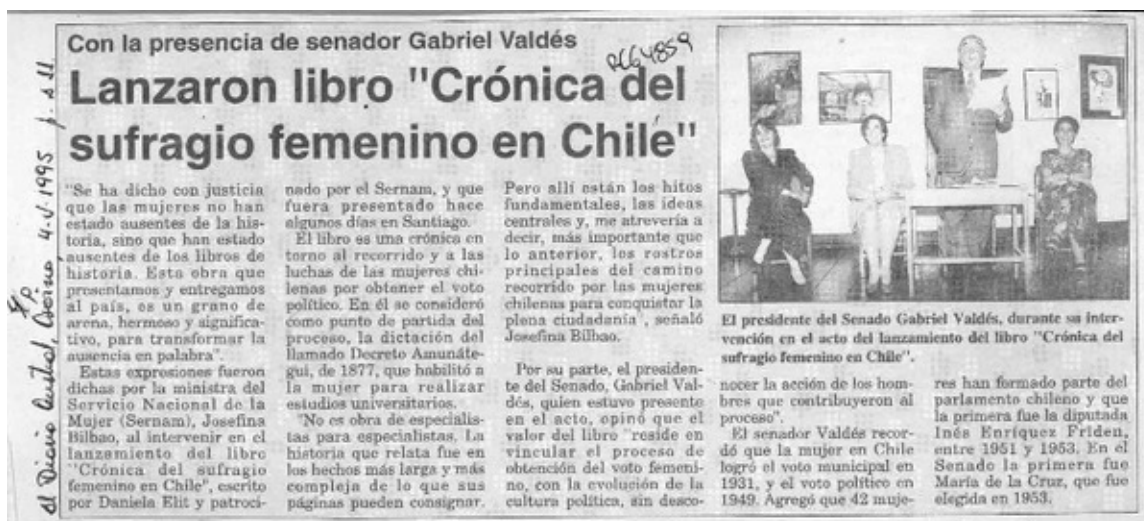 Con la presencia de senador Gabriel Valdés
RC64859
Lanzaron libro "Crónica del
sufragio femenino en Chile"
"Se ha dicho con justicia
que las mujeres no han
estado ausentes de la his-
toria, sino que han estado
ausentes de los libros de
historia. Esta obra que
presentamos y entregamos
al país, es un grano de
arena, hermoso y significa-
tivo, para transformar la
ausencia en palabra".
Estas expresiones fueron
dichas por la ministra del
Servicio Nacional de la
Mujer (Sernam), Josefina
Bilbao, al intervenir en el
lanzamiento del libro
"Crónica del sufragio
femenino en Chile", escrito
por Daniela Elit y patroci-
nado por el Sernam, y que
fuera presentado hace
algunos días en Santiago.
El libro es una crónica en
torno al recorrido y a las
luchas de las mujeres chi-
lenas por obtener el voto
político. En él se consideró
como punto de partida del
proceso, la dictación del
llamado Decreto Amunáte-
gui, de 1877, que habilitó a
la mujer para realizar
estudios universitarios.
"No es obra de especialis-
tas para especialistas. La
historia que relata fue en
los hechos más larga y más
compleja de lo que sus
páginas pueden consignar.
Pero allí están los hitos
fundamentales, las ideas
centrales y, me atrevería a
decir, más importante que
lo anterior, los rostros
principales del camino
recorrido por las mujeres
chilenas para conquistar la
plena ciudadanía", señaló
Josefina Bilbao.
Por su parte, el presiden-
te del Senado, Gabriel Val-
dés, quien estuvo presente
en el acto, opinó que el
valor del libro "reside en
vincular el proceso de
obtención del voto femeni-
no, con la evolución de la
cultura política, sin desco-
El presidente del Senado Gabriel Valdés, durante su inter-
vención en el acto del lanzamiento del libro "Crónica del
sufragio femenino en Chile".
nocer la acción de los hom-
bres que contribuyeron al
proceso".
El senador Valdés recor-
dó que la mujer en Chile
logró el voto municipal en
1931, y el voto político en
1949. Agregó que 42 muje-
res han formado parte del
parlamento chileno y que
la primera fue la diputada
Inés Enríquez Friden,
entre 1951 y 1953. En el
Senado la primera fue
María de la Cruz, que fue
elegida en 1953.
el Diario Austral, Osorno 4-V-1995 p. a11